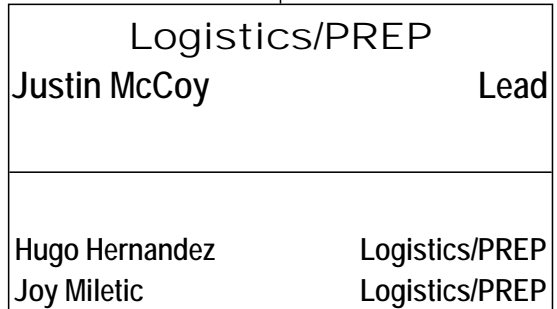 Logistics/PREP
Justin McCoy Lead
Hugo Hernandez Logistics/PREP
Joy Miletic Logistics/PREP